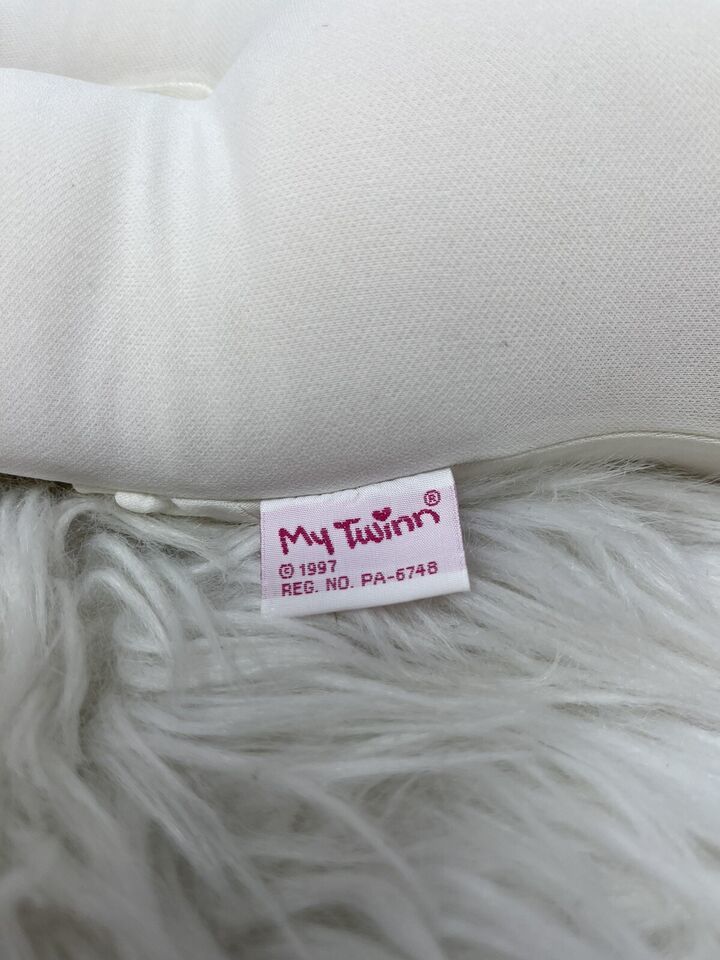 My Twinn®
© 1997
REG. NO. PA-6748